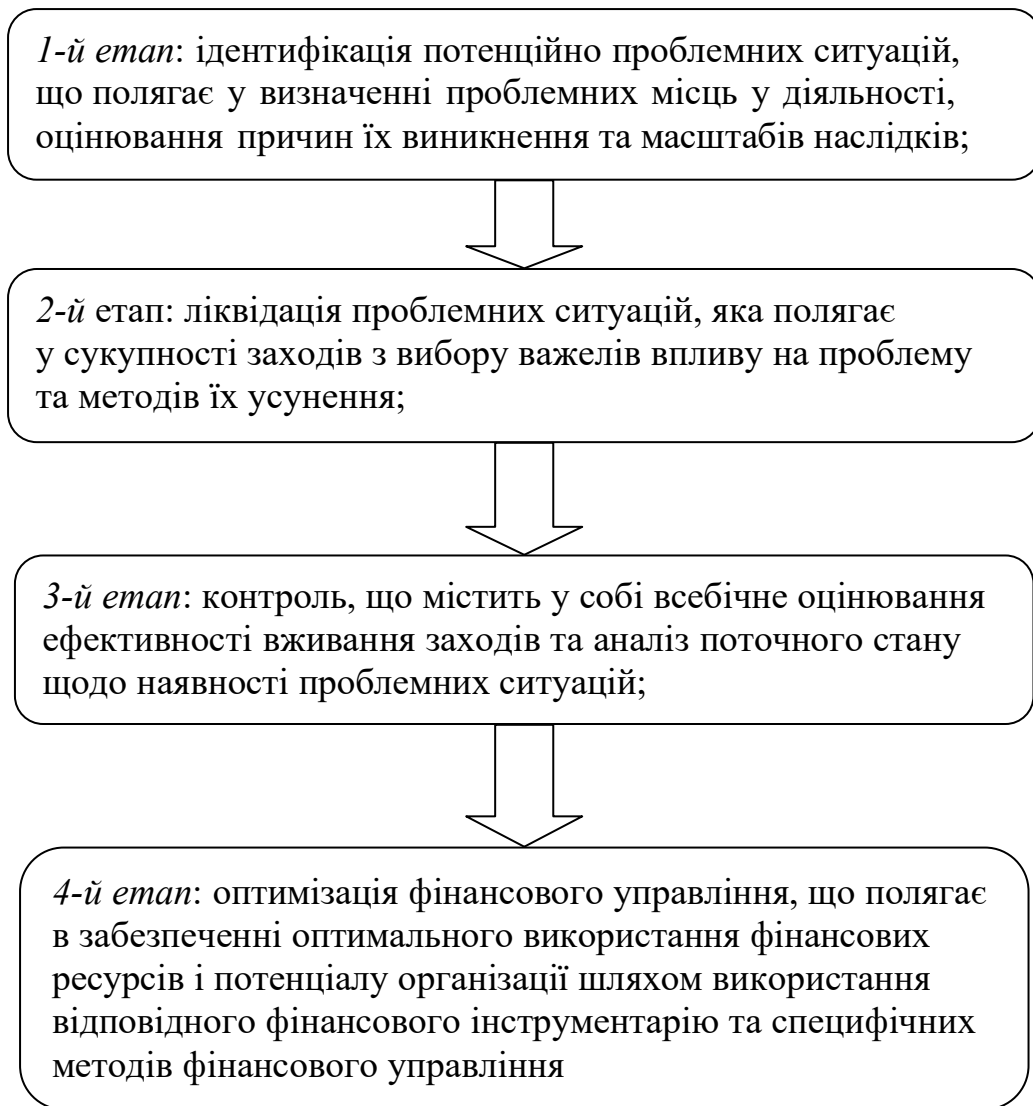 1-й етап: ідентифікація потенційно проблемних ситуацій,
що полягає у визначенні проблемних місць у діяльності,
оцінювання причин їх виникнення та масштабів наслідків;
2-й етап: ліквідація проблемних ситуацій, яка полягає
у сукупності заходів з вибору важелів впливу на проблему
та методів їх усунення;
3-й етап: контроль, що містить у собі всебічне оцінювання
ефективності вживання заходів та аналіз поточного стану
щодо наявності проблемних ситуацій;
4-й етап: оптимізація фінансового управління, що полягає
в забезпеченні оптимального використання фінансових
ресурсів і потенціалу організації шляхом використання
відповідного фінансового інструментарію та специфічних
методів фінансового управління